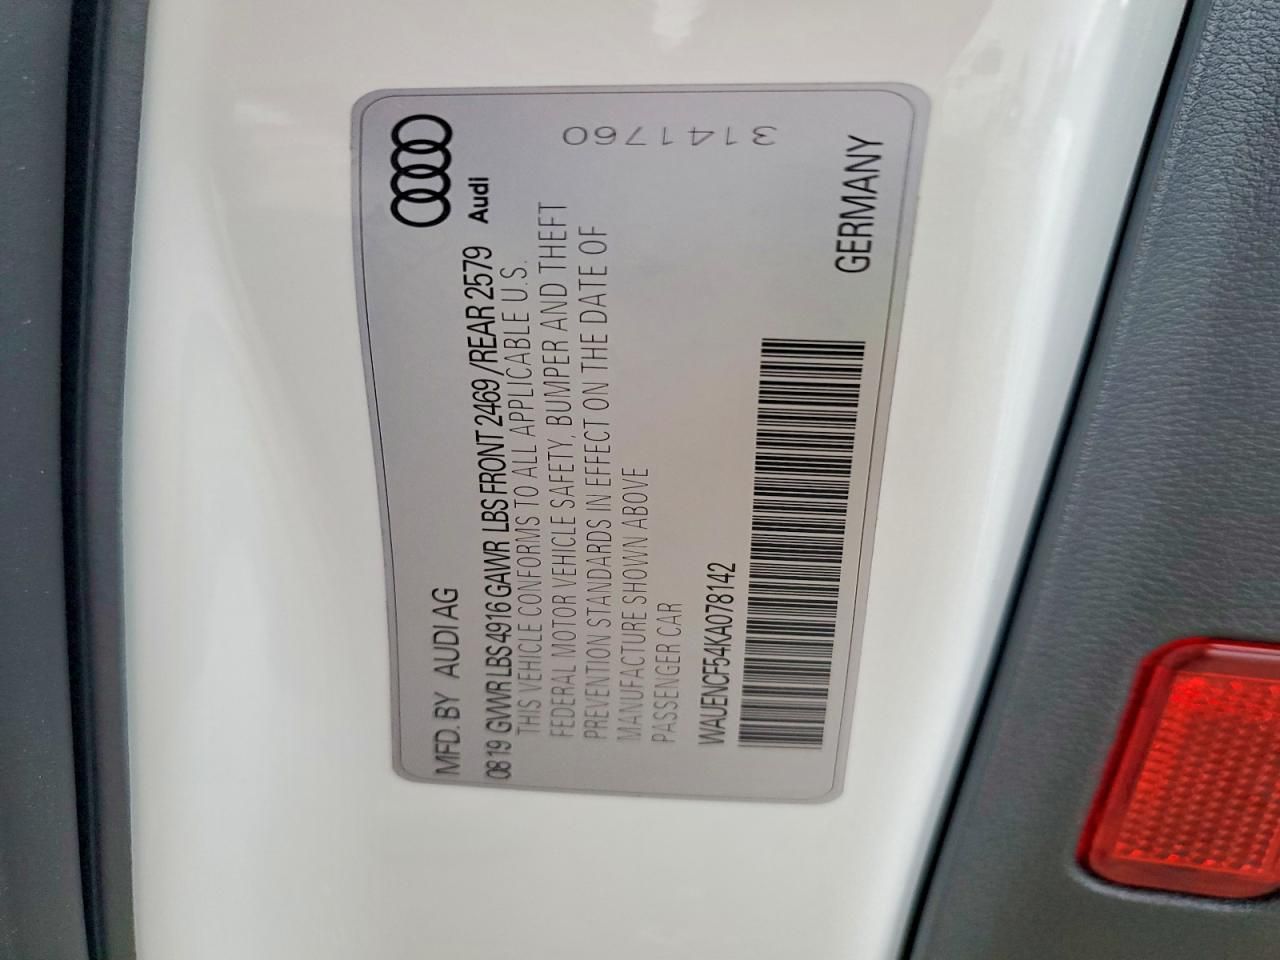 MFD. BY AUDI AG
08 19 GVWR LBS 4916 GAWR LBS FRONT 2469 /REAR 2579
Audi
THIS VEHICLE CONFORMS TO ALL APPLICABLE U.S.
FEDERAL MOTOR VEHICLE SAFETY, BUMPER AND THEFT
PREVENTION STANDARDS IN EFFECT ON THE DATE OF
MANUFACTURE SHOWN ABOVE
PASSENGER CAR
3141760
WAUENCF54KA078142
GERMANY